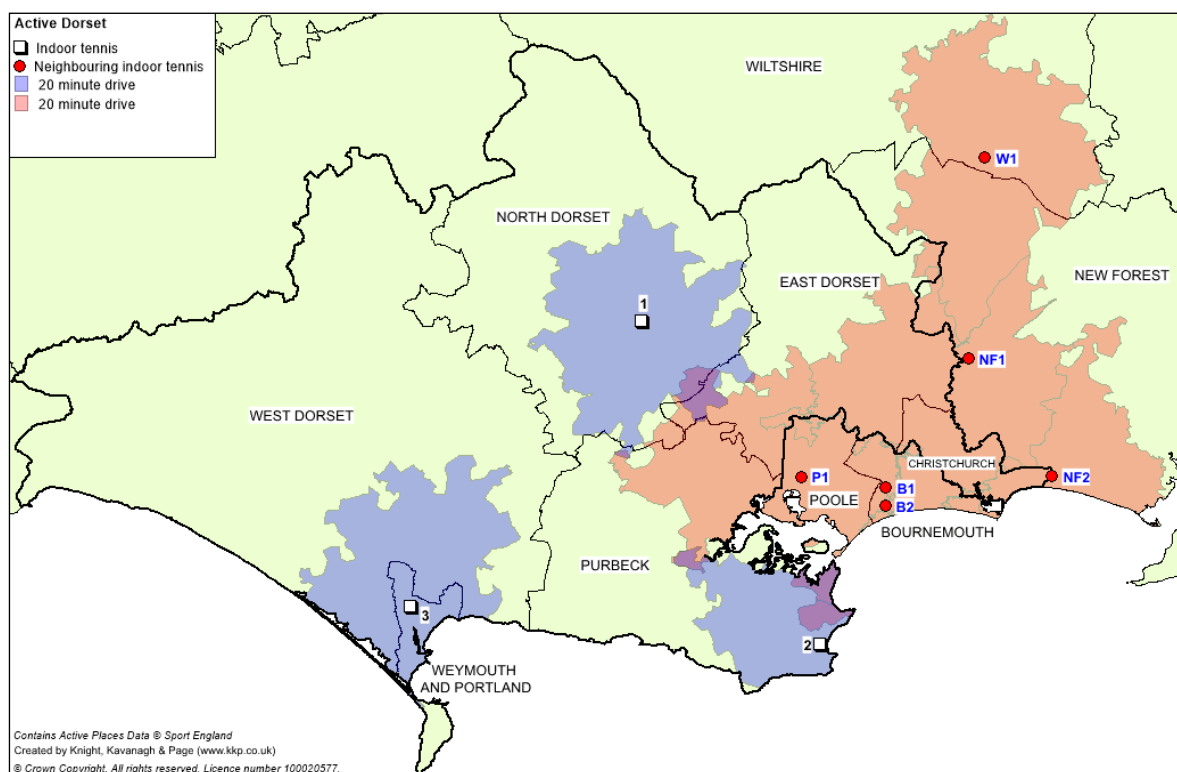 Active Dorset
Indoor tennis
Neighbouring indoor tennis
20 minute drive
20 minute drive
WILTSHIRE
W1
NORTH DORSET
NEW FOREST
EAST DORSET
1
NF1
WEST DORSET
CHRISTCHURCH
P1
B1
NF2
POOLE
B2
BOURNEMOUTH
PURBECK
3
2
WEYMOUTH
AND PORTLAND
Contains Active Places Data ® Sport England
Created by Knight, Kavanagh & Page (www.kkp.co.uk)
® Crown Copyright. All rights reserved. Licence number 100020577.